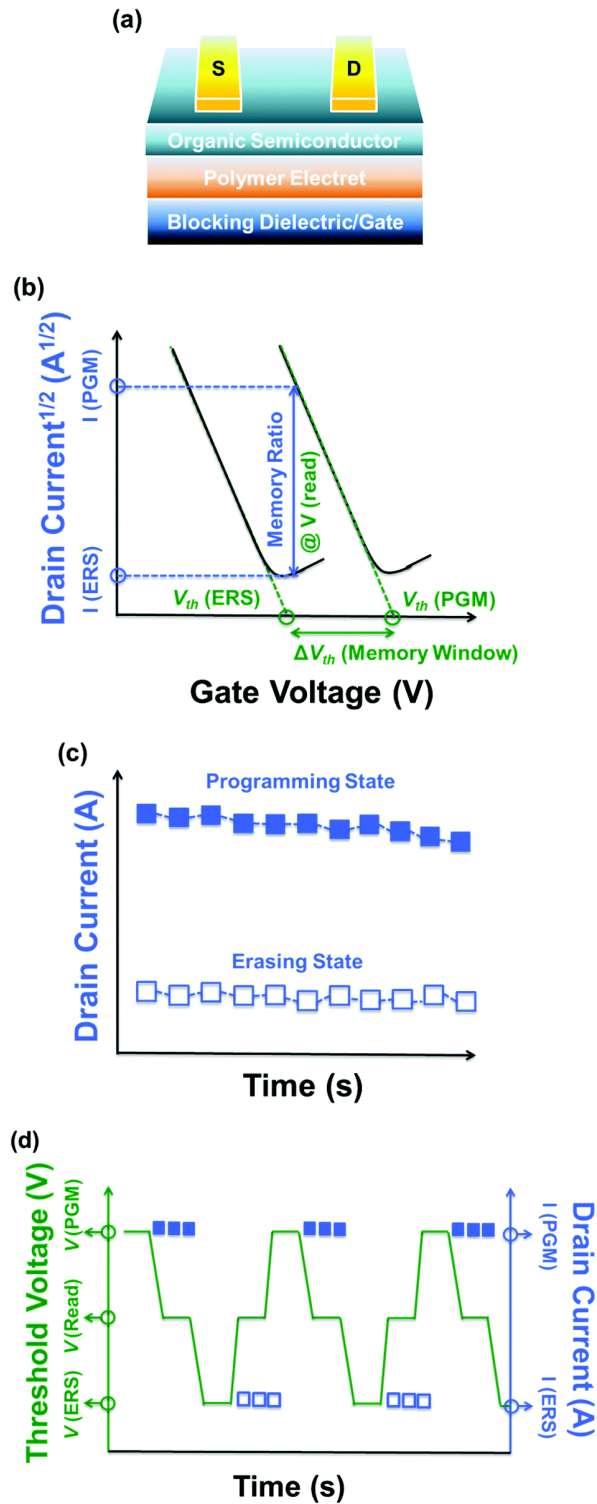 (a)
S
D
Organic Semiconductor
Polymer Electret
Blocking Dielectric/Gate
(b)
Drain Current1/2 (A1/2)
I (PGM)
I (ERS)
Memory Ratio
@ V (read)
Vth (ERS)
Vth (PGM)
ΔVth (Memory Window)
Gate Voltage (V)
(c)
Drain Current (A)
Programming State
Erasing State
Time (s)
(d)
Threshold Voltage (V)
V (PGM)
V (Read)
V (ERS)
I (PGM)
I (ERS)
Drain Current (A)
Time (s)